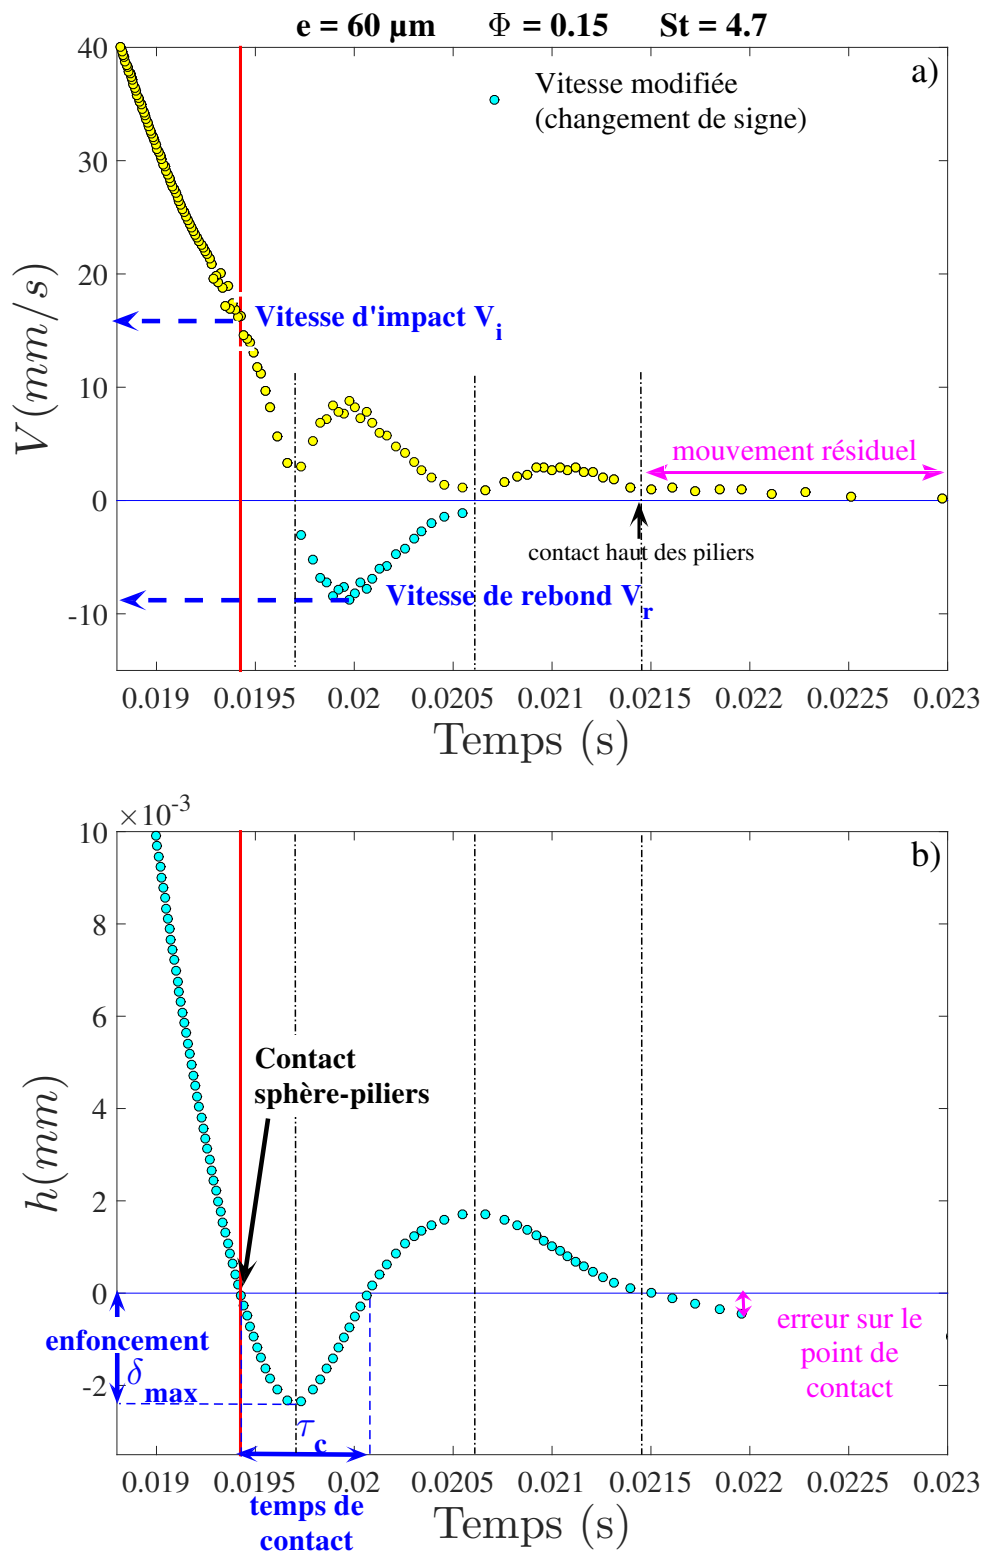 e = 60 µm Φ = 0.15 St = 4.7
a)
Vitesse modifiée
(changement de signe)
40
30
20
10
0
-10
V(mm/s)
Vitesse d'impact Vi
mouvement résiduel
contact haut des piliers
Vitesse de rebond Vr
0.019 0.0195 0.02 0.0205 0.021 0.0215 0.022 0.0225 0.023
Temps (s)
×10-3
b)
10
8
6
4
2
0
-2
h(mm)
Contact
sphère-piliers
enfoncement
δmax
τc
erreur sur le
point de
contact
0.019 0.0195 0.02 0.0205 0.021 0.0215 0.022 0.0225 0.023
temps de
contact
Temps (s)